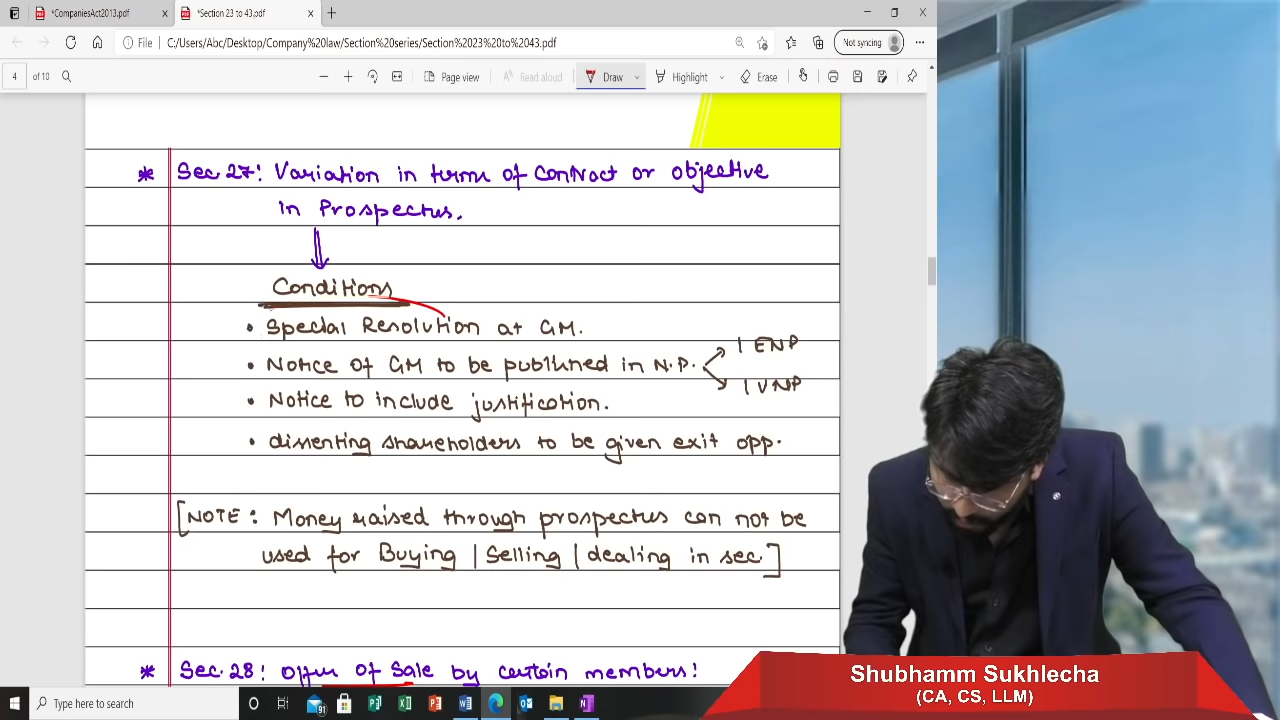 *CompaniesAct2013.pdf
*Section 23 to 43.pdf
File
C:/Users/Abc/Desktop/Company%20law/Section%20series/Section%2023%20to%2043.pdf
Not syncing
4 of 10
Page view
Read aloud
Draw
Highlight
Erase
* Sec.27: Variation in terms of contract or objective
in Prospectus.
Conditions
• Special Resolution at GM.
• Notice of GM to be published in N.P. 1 ENP
1 VNP
• Notice to include justification.
• dissenting shareholders to be given exit opp.
[NOTE: Money raised through prospectus can not be
used for Buying | Selling | dealing in sec.]
* Sec.28: Offer of Sale by certain members:
Shubhamm Sukhlecha
(CA, CS, LLM)
Type here to search
91